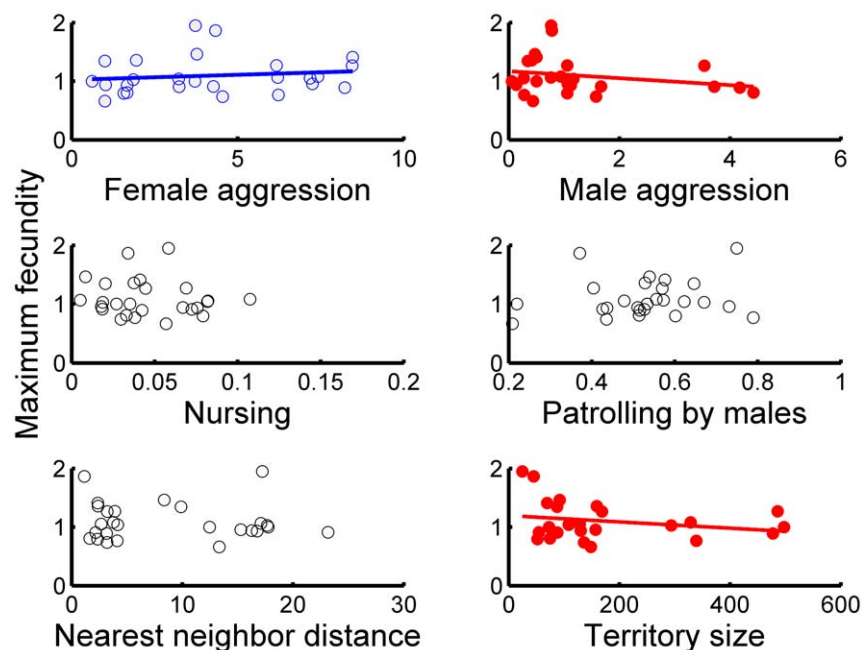 Maximum fecundity
2
1
0
0 5 10
Female aggression
2
1
0
0 2 4 6
Male aggression
2
1
0
0 0.05 0.1 0.15 0.2
Nursing
2
1
0
0.2 0.4 0.6 0.8 1
Patrolling by males
2
1
0
0 10 20 30
Nearest neighbor distance
2
1
0
0 200 400 600
Territory size